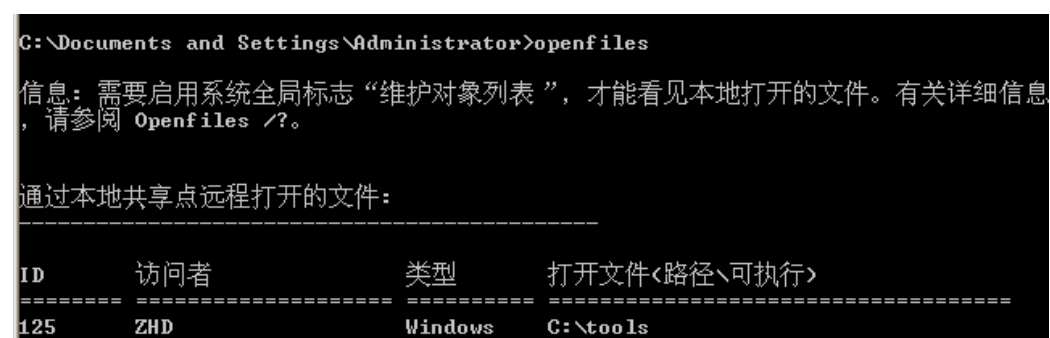 C:\Documents and Settings\Administrator>openfiles
信息: 需要启用系统全局标志“维护对象列表 ”，才能看见本地打开的文件。有关详细信息
，请参阅 Openfiles /?。
通过本地共享点远程打开的文件:
---------------------------------------------
ID 访问者 类型 打开文件(路径\可执行)
======== ==================== ========== ====================================
125 ZHD Windows C:\tools